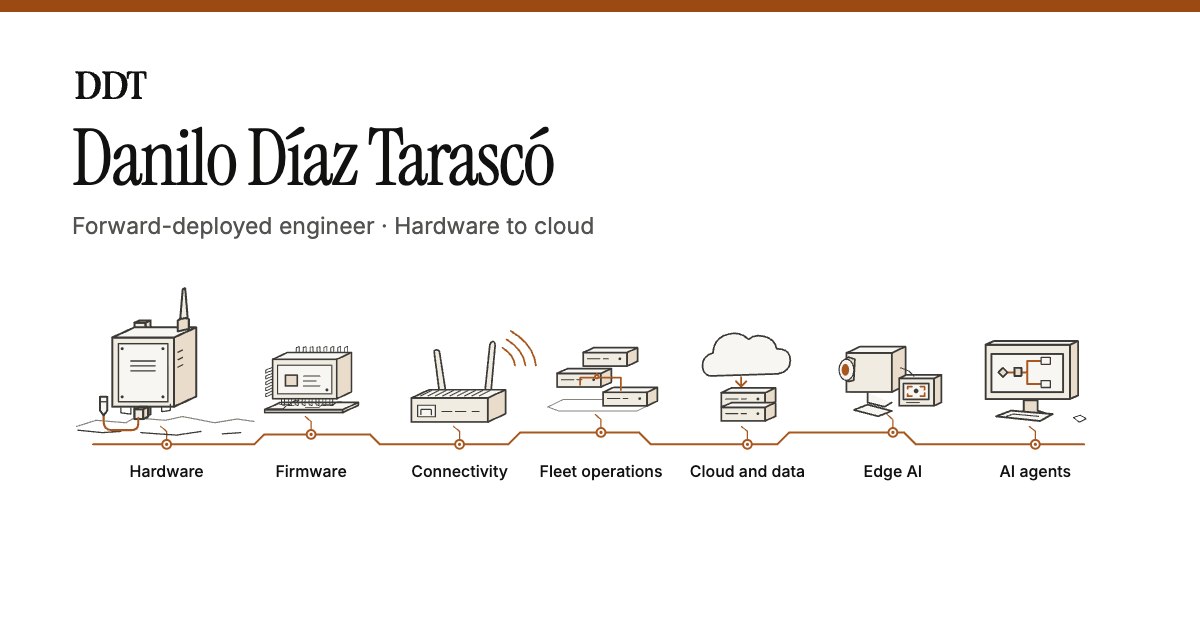 DDT
Danilo Díaz Tarascó
Forward-deployed engineer · Hardware to cloud
Hardware
Firmware
Connectivity
Fleet operations
Cloud and data
Edge AI
AI agents